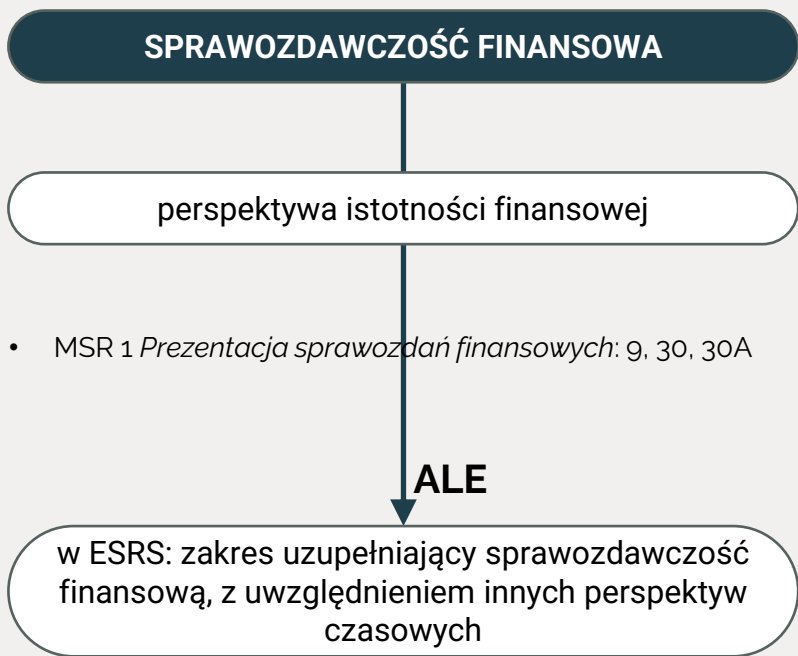 SPRAWOZDAWCZOŚĆ FINANSOWA
perspektywa istotności finansowej
• MSR 1 Prezentacja sprawozdań finansowych: 9, 30, 30A
ALE
w ESRS: zakres uzupełniający sprawozdawczość
finansową, z uwzględnieniem innych perspektyw
czasowych